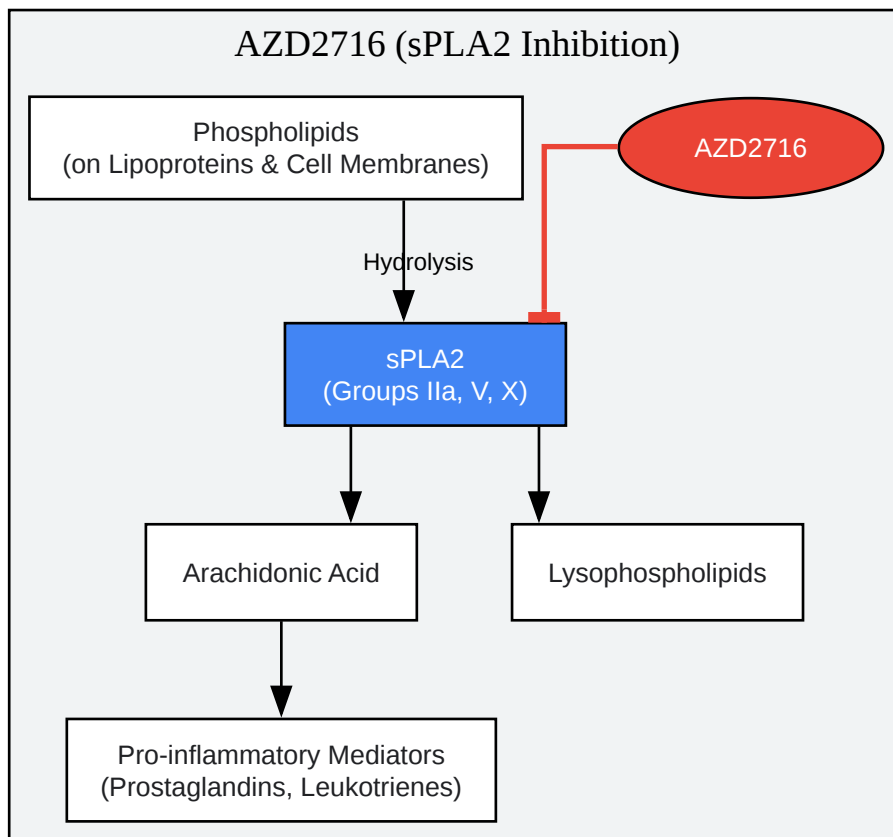 AZD2716 (sPLA2 Inhibition)
Phospholipids
(on Lipoproteins & Cell Membranes)
AZD2716
Hydrolysis
sPLA2
(Groups IIa, V, X)
Arachidonic Acid
Lysophospholipids
Pro-inflammatory Mediators
(Prostaglandins, Leukotrienes)